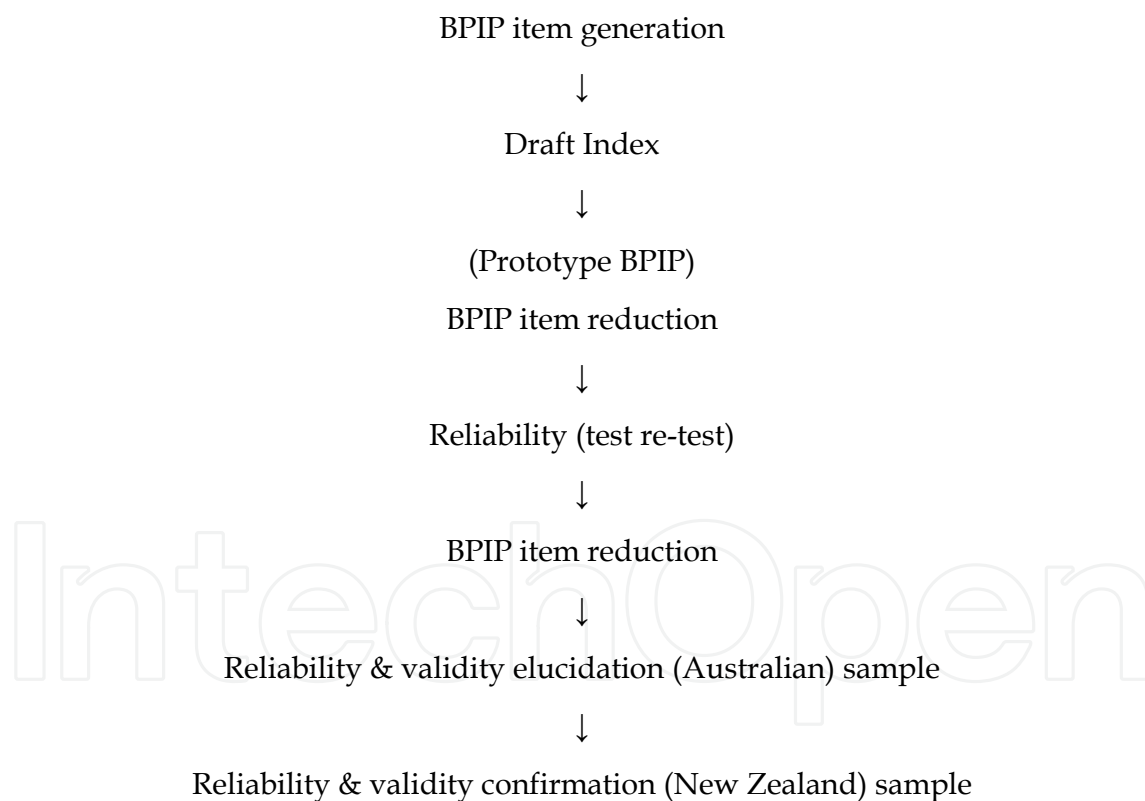 BPIP item generation
↓
Draft Index
↓
(Prototype BPIP)
BPIP item reduction
↓
Reliability (test re-test)
↓
BPIP item reduction
↓
Reliability & validity elucidation (Australian) sample
↓
Reliability & validity confirmation (New Zealand) sample
IntechOpen